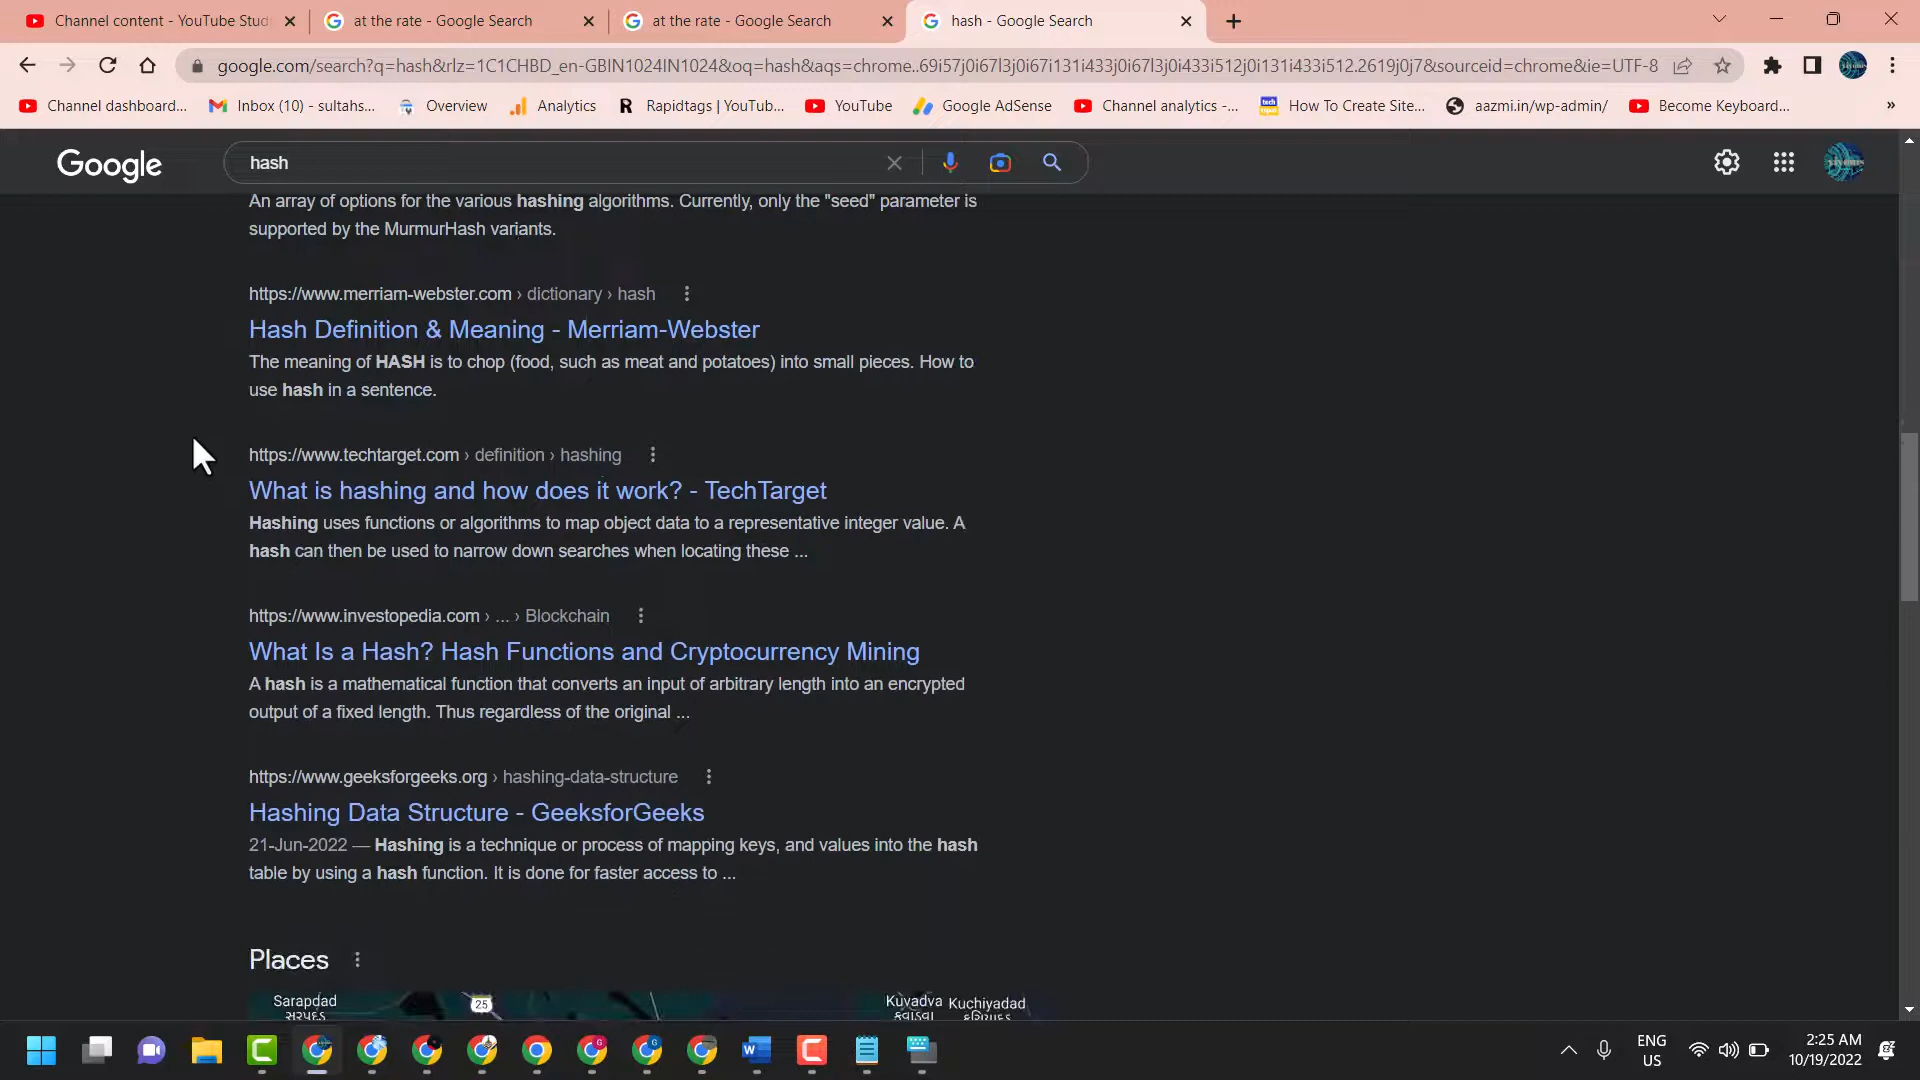 Channel content - YouTube Stud
at the rate - Google Search
at the rate - Google Search
hash - Google Search
google.com/search?q=hash&rlz=1C1CHBD_en-GBIN1024IN1024&oq=hash&aqs=chrome..69i57j0i67l3j0i67i131i433j0i67l3j0i433i512j0i131i433i512.2619j0j7&sourceid=chrome&ie=UTF-8
Channel dashboard...
Inbox (10) - sultahs...
Overview
Analytics
Rapidtags | YouTub...
YouTube
Google AdSense
Channel analytics -...
How To Create Site...
aazmi.in/wp-admin/
Become Keyboard...
Google
hash
An array of options for the various hashing algorithms. Currently, only the "seed" parameter is
supported by the MurmurHash variants.
https://www.merriam-webster.com › dictionary › hash
Hash Definition & Meaning - Merriam-Webster
The meaning of HASH is to chop (food, such as meat and potatoes) into small pieces. How to
use hash in a sentence.
https://www.techtarget.com › definition › hashing
What is hashing and how does it work? - TechTarget
Hashing uses functions or algorithms to map object data to a representative integer value. A
hash can then be used to narrow down searches when locating these ...
https://www.investopedia.com › ... › Blockchain
What Is a Hash? Hash Functions and Cryptocurrency Mining
A hash is a mathematical function that converts an input of arbitrary length into an encrypted
output of a fixed length. Thus regardless of the original ...
https://www.geeksforgeeks.org › hashing-data-structure
Hashing Data Structure - GeeksforGeeks
21-Jun-2022 — Hashing is a technique or process of mapping keys, and values into the hash
table by using a hash function. It is done for faster access to ...
Places
Sarapdad
25
Kuvadva
Kuchiyadad
ENG
US
2:25 AM
10/19/2022